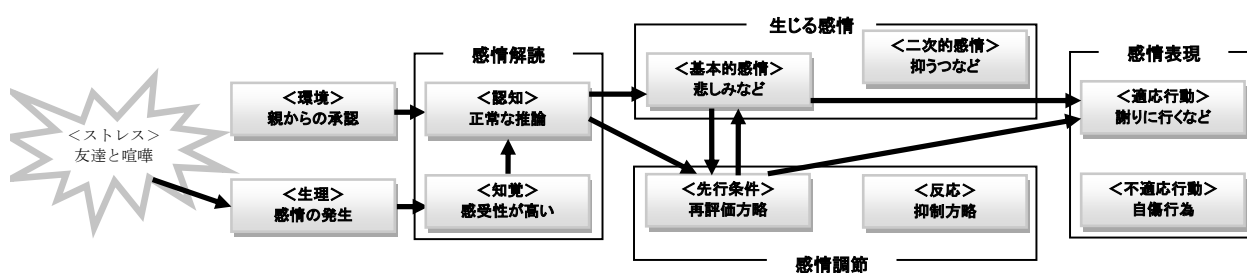 ＜ストレス＞
友達と喧嘩
＜環境＞
親からの承認
＜生理＞
感情の発生
感情解読
＜認知＞
正常な推論
＜知覚＞
感受性が高い
生じる感情
＜基本的感情＞
悲しみなど
＜二次的感情＞
抑うつなど
＜先行条件＞
再評価方略
＜反応＞
抑制方略
感情調節
感情表現
＜適応行動＞
謝りに行くなど
＜不適応行動＞
自傷行為